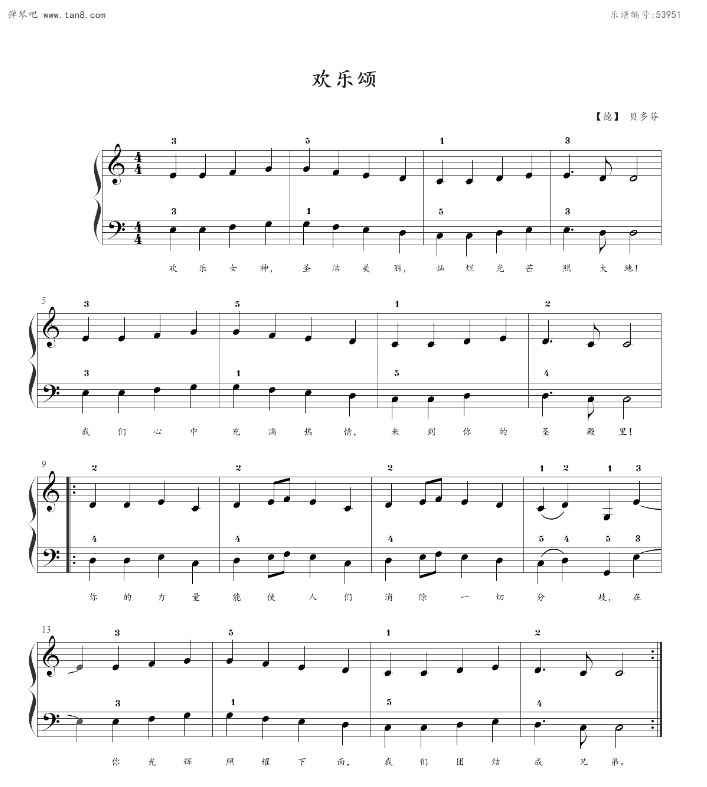 弹琴吧 www.tan8.com 乐谱编号:53951
欢乐颂
【德】 贝多芬
3 5 1 3
3 1 5 3
欢 乐 女 神， 圣 洁 美 丽， 灿 烂 光 芒 照 大 地！
5
3 5 1 2
3 1 5 4
我 们 心 中 充 满 热 情， 来 到 你 的 圣 殿 里！
9
2 2 2 1 2 1 3
4 4 4 5 4 5 3
你 的 力 量 能 使 人 们 消 除 一 切 分 歧， 在
13
3 5 1 2
3 1 5 4
你 光 辉 照 耀 下 面， 我 们 团 结 成 兄 弟。